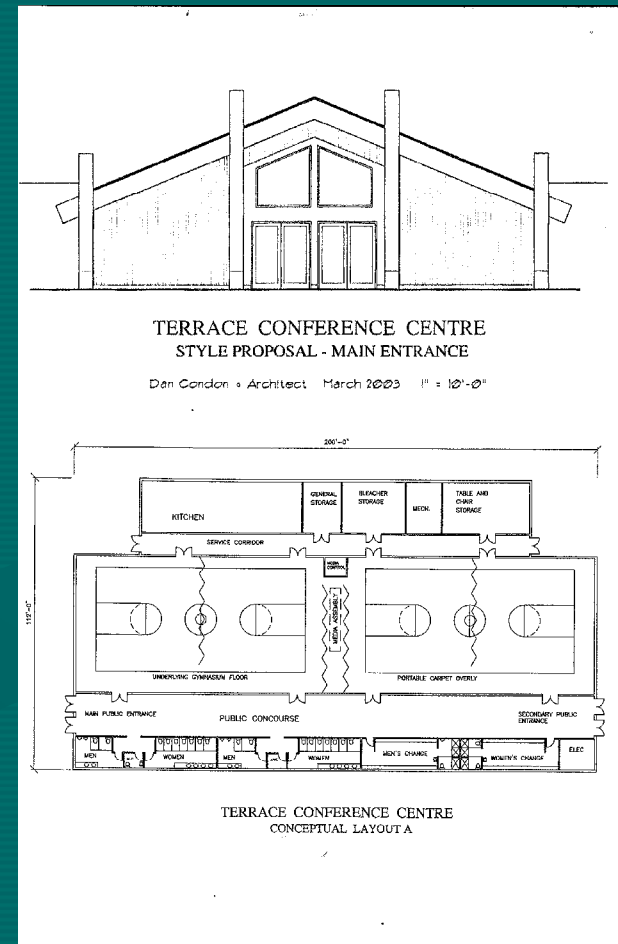 TERRACE CONFERENCE CENTRE
STYLE PROPOSAL - MAIN ENTRANCE
Dan Condon Architect March 2003 1" = 10'-0"
200'-0"
112'-0"
KITCHEN
GENERAL
STORAGE
BLEACHER
STORAGE
MECH.
TABLE AND
CHAIR
STORAGE
SERVICE CORRIDOR
MEDIA
CONTROL
MEDIA ASSEMBLY
UNDERLYING GYMNASIUM FLOOR
PORTABLE CARPET OVERLY
MAIN PUBLIC ENTRANCE
PUBLIC CONCOURSE
SECONDARY PUBLIC
ENTRANCE
MEN
WOMEN
MEN
WOMEN
MEN'S CHANGE
WOMEN'S CHANGE
ELEC
TERRACE CONFERENCE CENTRE
CONCEPTUAL LAYOUT A